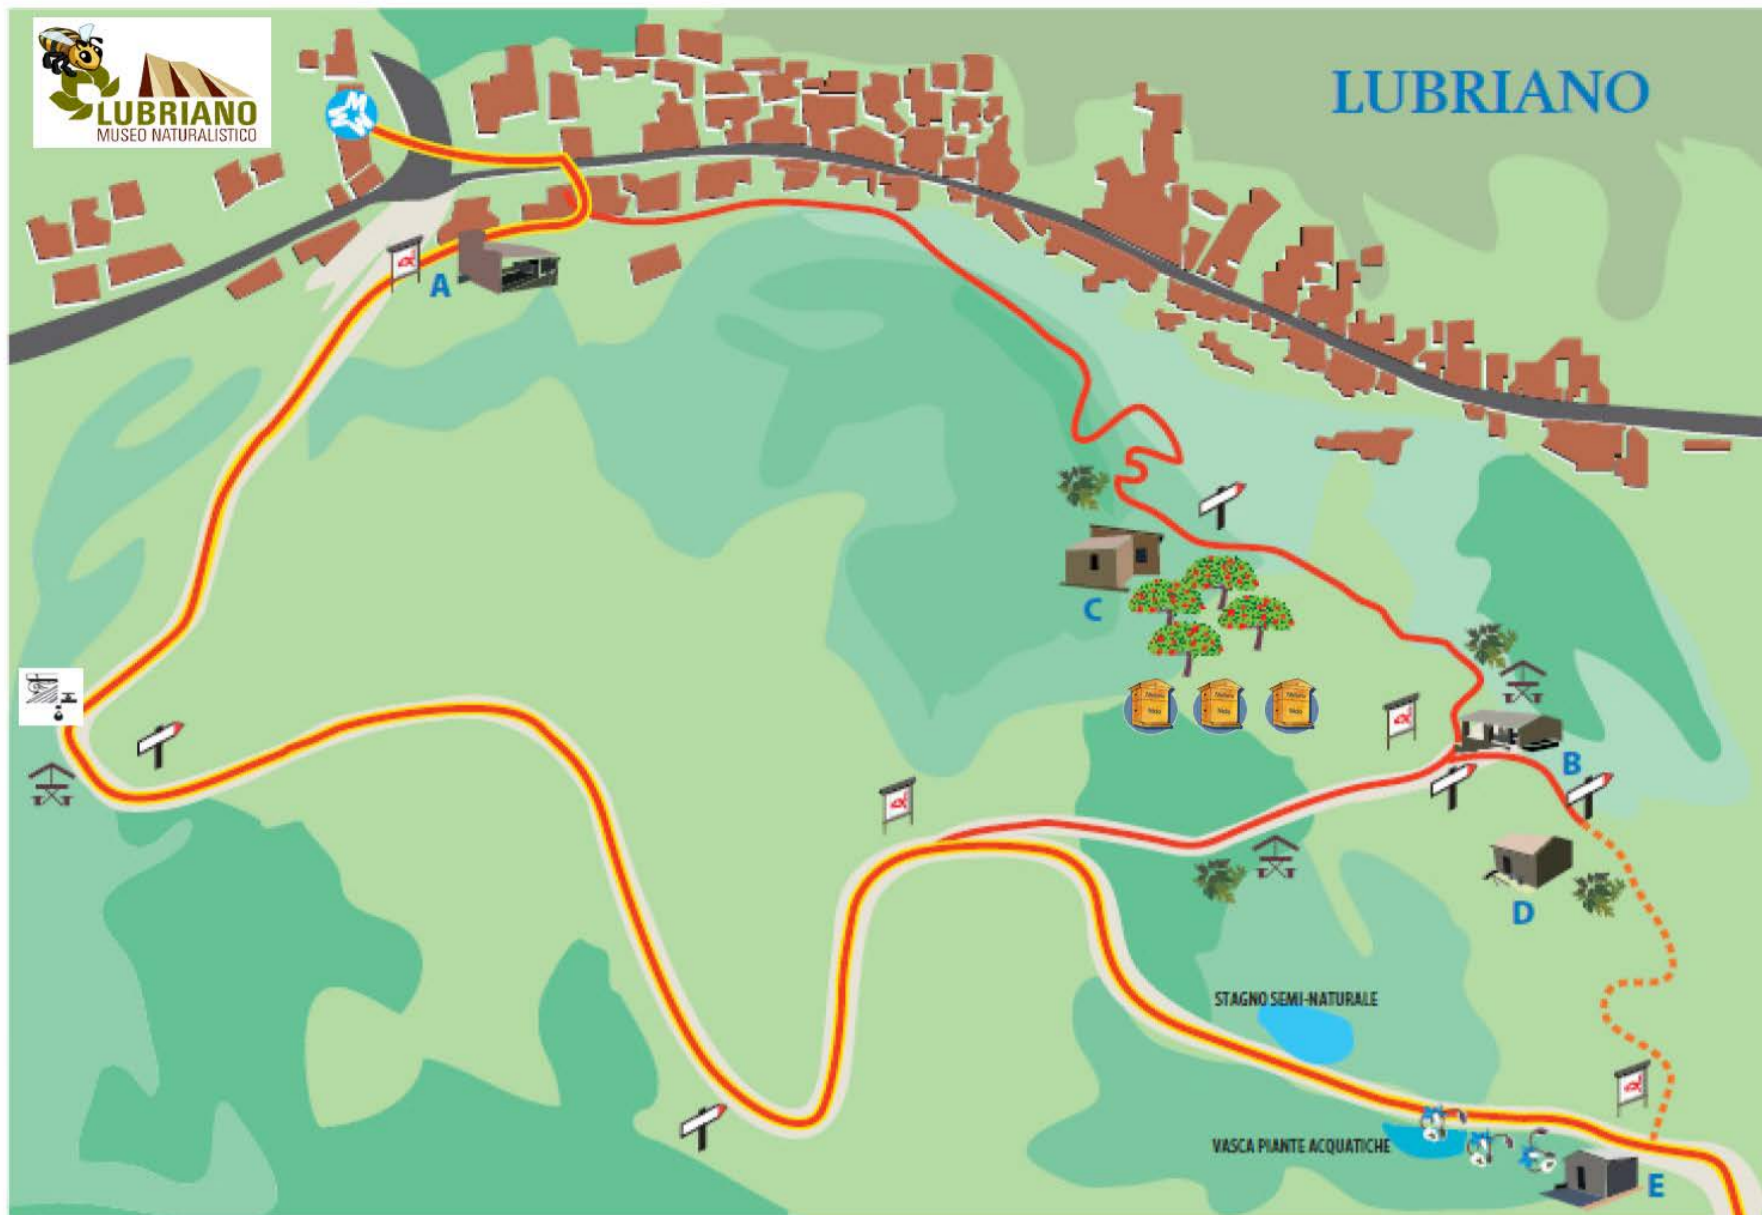 LUBRIANO
MUSEO NATURALISTICO
LUBRIANO
A
C
B
D
STAGNO SEMI-NATURALE
VASCA PIANTE ACQUATICHE
E